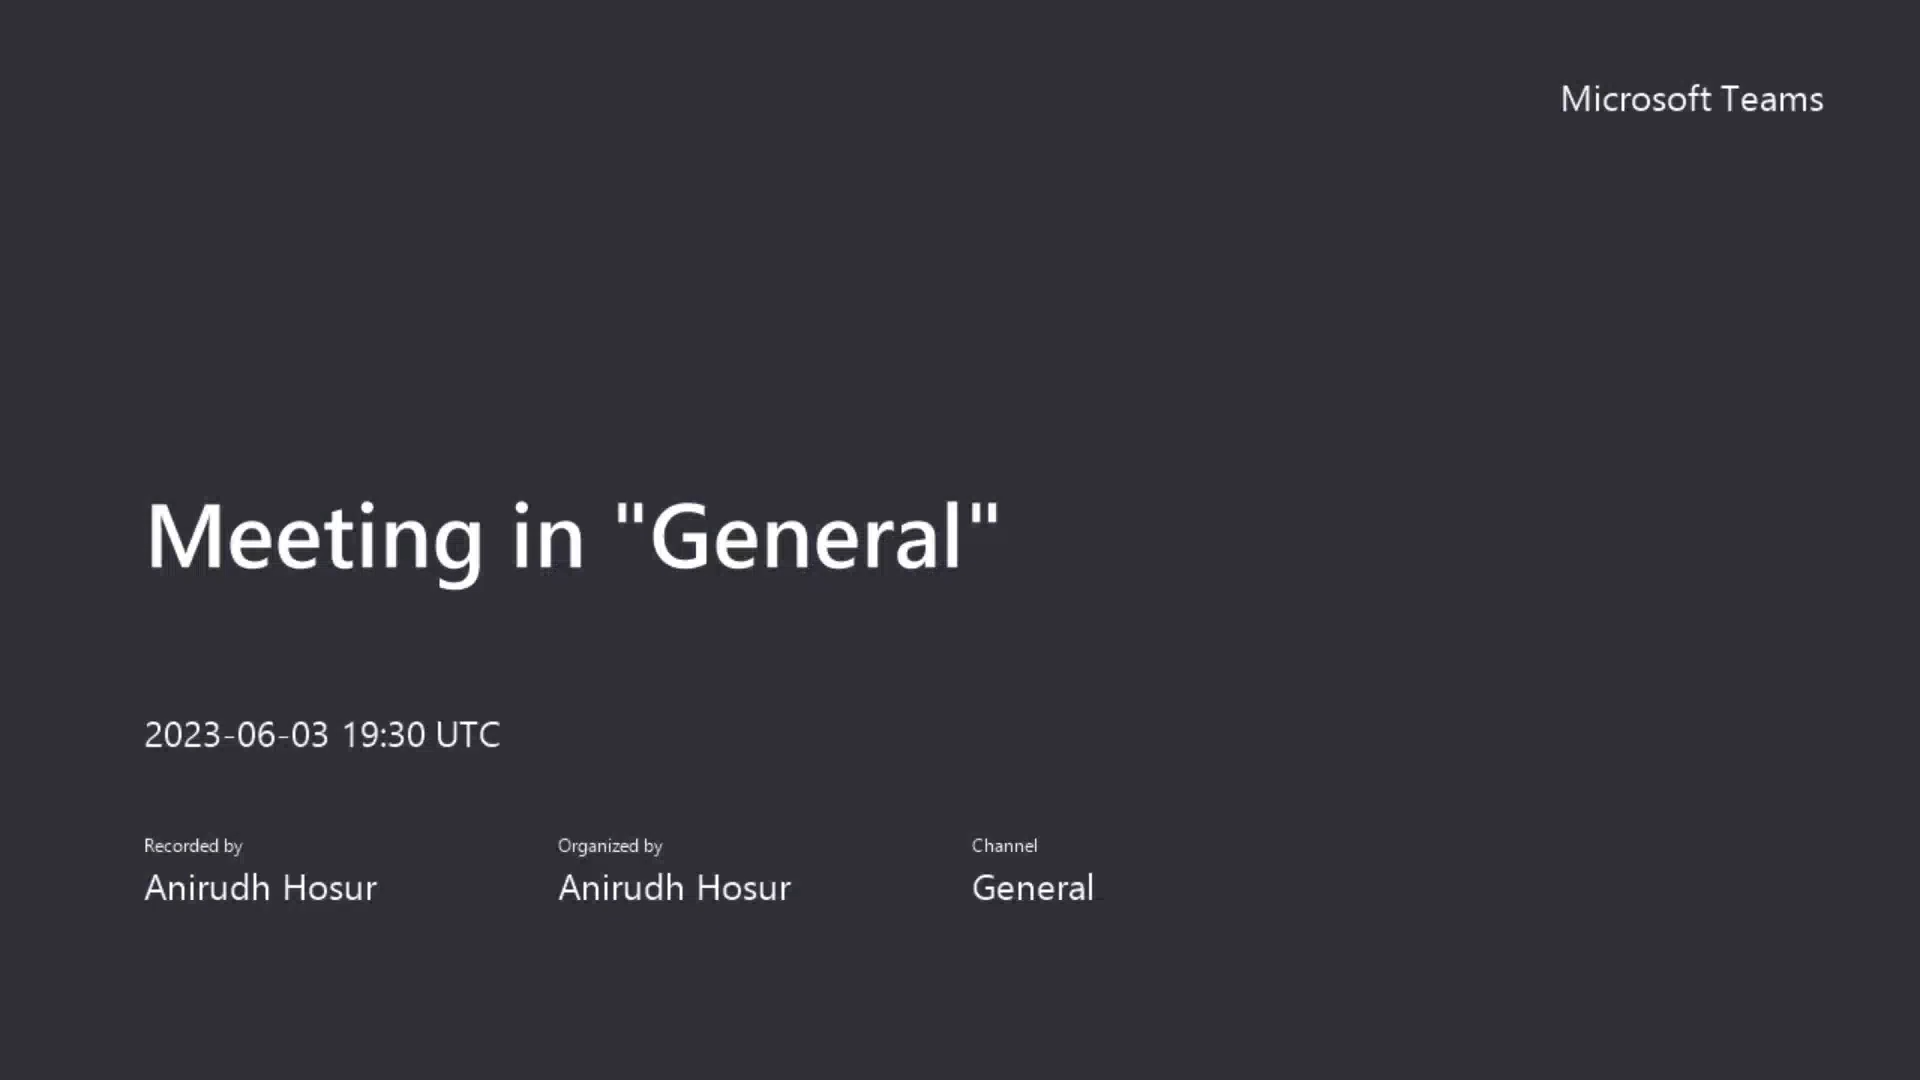 Microsoft Teams
Meeting in "General"
2023-06-03 19:30 UTC
Recorded by
Anirudh Hosur
Organized by
Anirudh Hosur
Channel
General